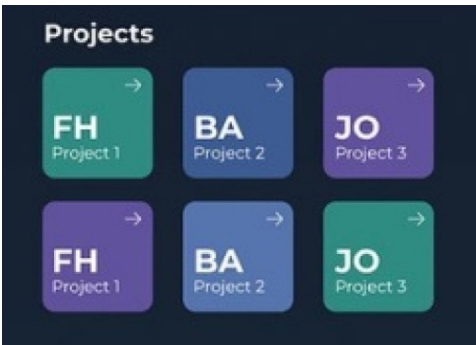 Projects
→ → →
FH BA JO
Project 1 Project 2 Project 3
→ → →
FH BA JO
Project 1 Project 2 Project 3